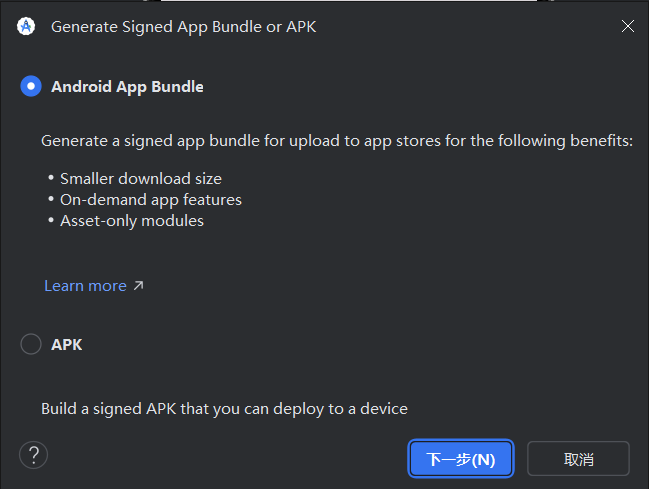 Generate Signed App Bundle or APK
Android App Bundle
Generate a signed app bundle for upload to app stores for the following benefits:
• Smaller download size
• On-demand app features
• Asset-only modules
Learn more ↗
APK
Build a signed APK that you can deploy to a device
? 下一步(N) 取消